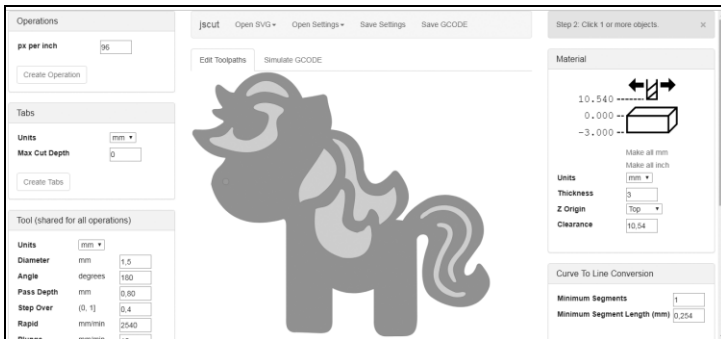 Operations
px per inch 96
Create Operation
Tabs
Units mm
Max Cut Depth 0
Create Tabs
Tool (shared for all operations)
Units mm
Diameter mm 1,5
Angle degrees 180
Pass Depth mm 0,80
Step Over (0, 1] 0,4
Rapid mm/min 2540
Plunge mm/min
jscut Open SVG Open Settings Save Settings Save GCODE
Edit Toolpaths Simulate GCODE
Step 2: Click 1 or more objects. ×
Material
10.540
0.000
-3.000
Make all mm
Make all inch
Units mm
Thickness 3
Z Origin Top
Clearance 10,54
Curve To Line Conversion
Minimum Segments 1
Minimum Segment Length (mm) 0,254